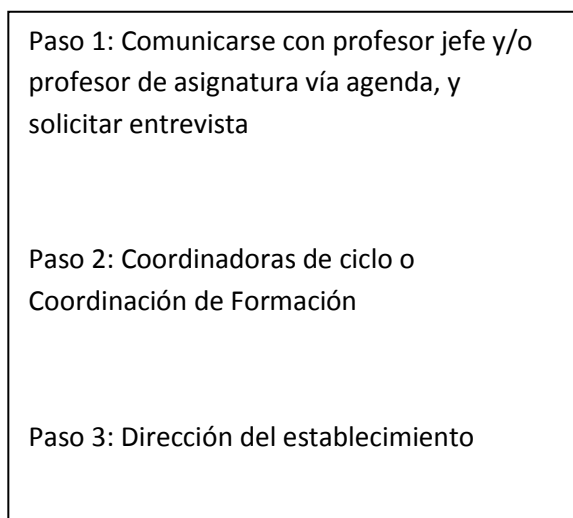 Paso 1: Comunicarse con profesor jefe y/o
profesor de asignatura vía agenda, y
solicitar entrevista
Paso 2: Coordinadoras de ciclo o
Coordinación de Formación
Paso 3: Dirección del establecimiento